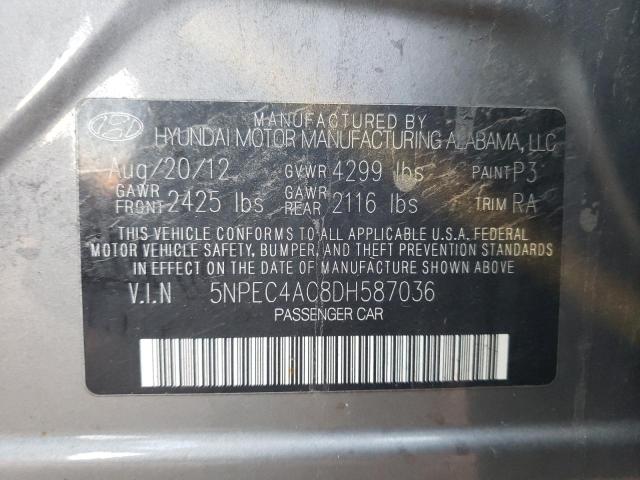 MANUFACTURED BY
HYUNDAI MOTOR MANUFACTURING ALABAMA, LLC
Aug/20/12 GVWR 4299 lbs PAINT P3
GAWR FRONT 2425 lbs GAWR REAR 2116 lbs TRIM RA
THIS VEHICLE CONFORMS TO ALL APPLICABLE U.S.A. FEDERAL
MOTOR VEHICLE SAFETY, BUMPER, AND THEFT PREVENTION STANDARDS
IN EFFECT ON THE DATE OF MANUFACTURE SHOWN ABOVE.
V.I.N 5NPEC4AC8DH587036
PASSENGER CAR